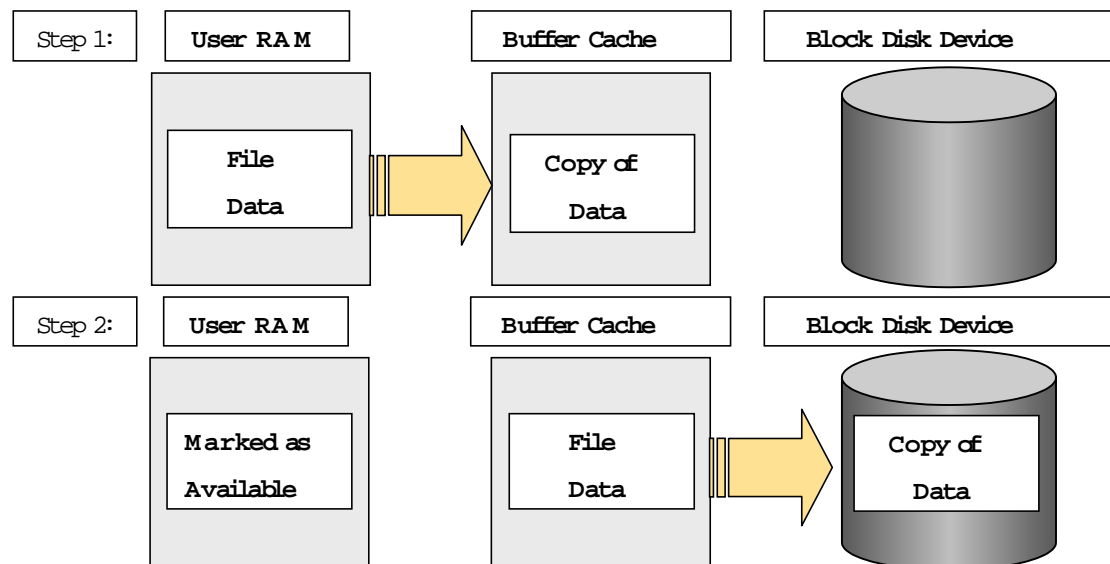 Step 1:
User RAM
Buffer Cache
Block Disk Device
File
Data
Copy of
Data
Step 2:
User RAM
Buffer Cache
Block Disk Device
Marked as
Available
File
Data
Copy of
Data